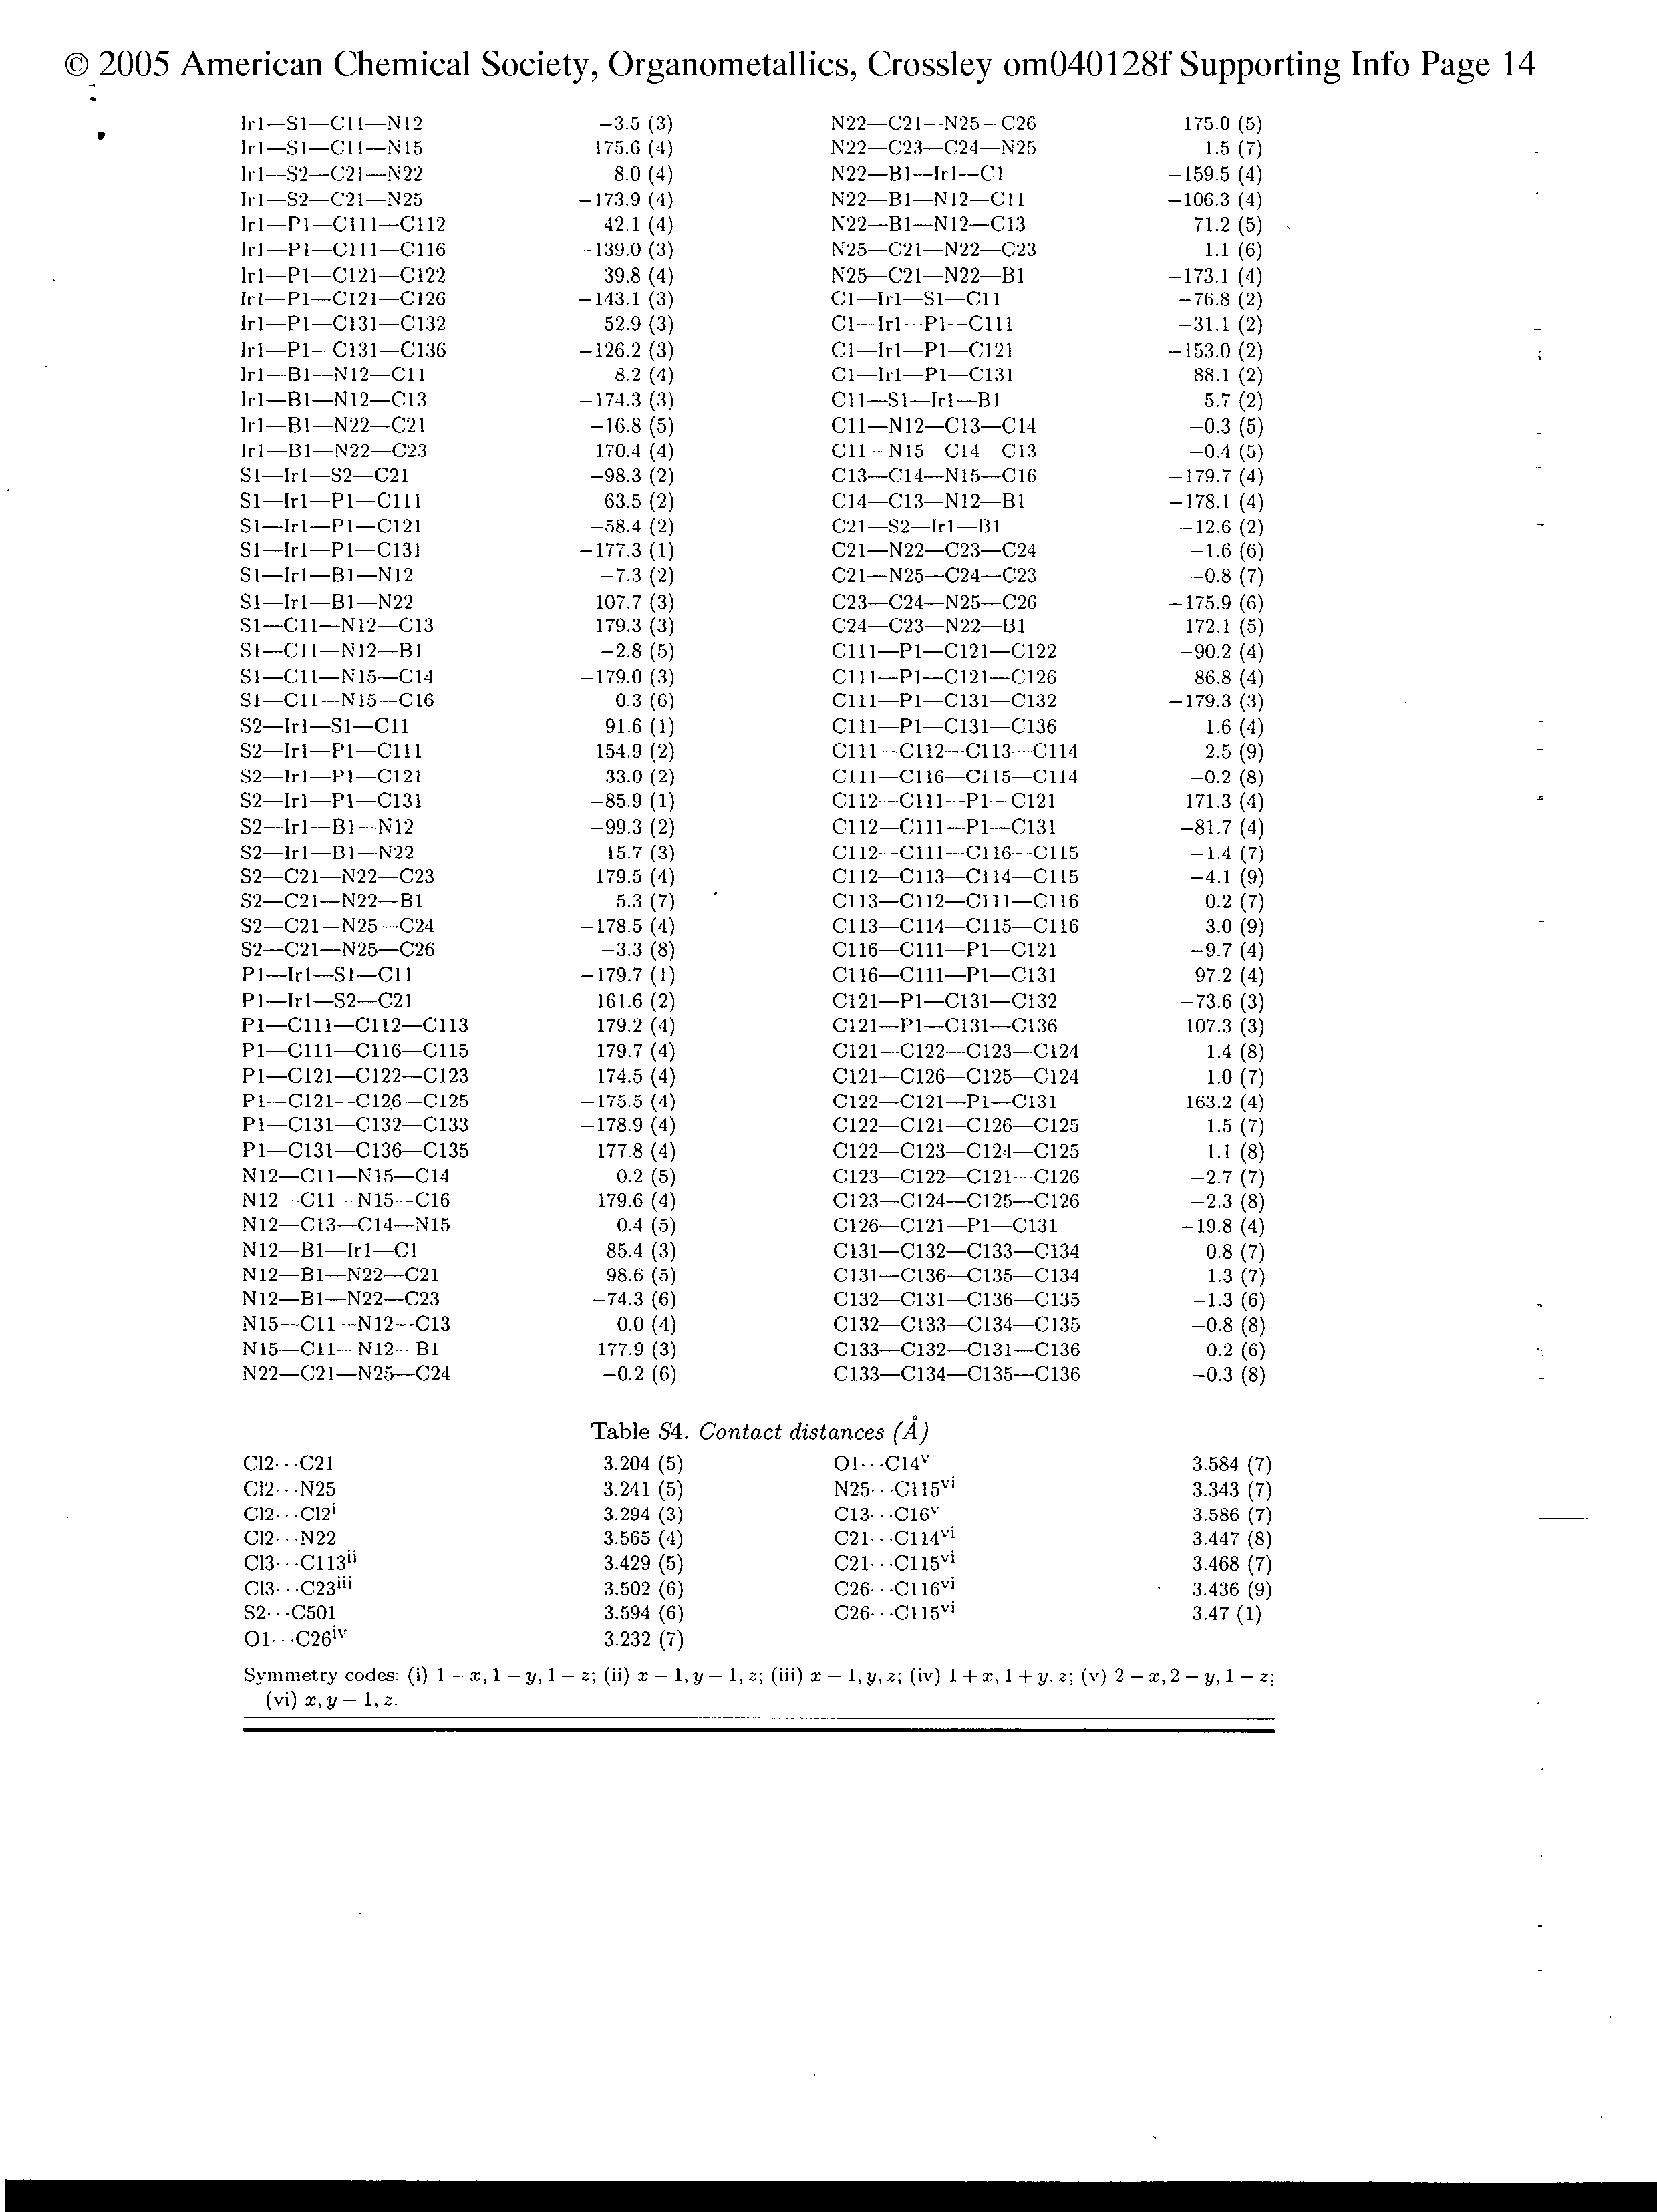 © 2005 American Chemical Society, Organometallics, Crossley om040128f Supporting Info Page 14
Ir1—S1—C11—N12 −3.5 (3) N22—C21—N25—C26 175.0 (5)
Ir1—S1—C11—N15 175.6 (4) N22—C23—C24—N25 1.5 (7)
Ir1—S2—C21—N22 8.0 (4) N22—B1—Ir1—C1 −159.5 (4)
Ir1—S2—C21—N25 −173.9 (4) N22—B1—N12—C11 −106.3 (4)
Ir1—P1—C111—C112 42.1 (4) N22—B1—N12—C13 71.2 (5)
Ir1—P1—C111—C116 −139.0 (3) N25—C21—N22—C23 1.1 (6)
Ir1—P1—C121—C122 39.8 (4) N25—C21—N22—B1 −173.1 (4)
Ir1—P1—C121—C126 −143.1 (3) C1—Ir1—S1—C11 −76.8 (2)
Ir1—P1—C131—C132 52.9 (3) C1—Ir1—P1—C111 −31.1 (2)
Ir1—P1—C131—C136 −126.2 (3) C1—Ir1—P1—C121 −153.0 (2)
Ir1—B1—N12—C11 8.2 (4) C1—Ir1—P1—C131 88.1 (2)
Ir1—B1—N12—C13 −174.3 (3) C11—S1—Ir1—B1 5.7 (2)
Ir1—B1—N22—C21 −16.8 (5) C11—N12—C13—C14 −0.3 (5)
Ir1—B1—N22—C23 170.4 (4) C11—N15—C14—C13 −0.4 (5)
S1—Ir1—S2—C21 −98.3 (2) C13—C14—N15—C16 −179.7 (4)
S1—Ir1—P1—C111 63.5 (2) C14—C13—N12—B1 −178.1 (4)
S1—Ir1—P1—C121 −58.4 (2) C21—S2—Ir1—B1 −12.6 (2)
S1—Ir1—P1—C131 −177.3 (1) C21—N22—C23—C24 −1.6 (6)
S1—Ir1—B1—N12 −7.3 (2) C21—N25—C24—C23 −0.8 (7)
S1—Ir1—B1—N22 107.7 (3) C23—C24—N25—C26 −175.9 (6)
S1—C11—N12—C13 179.3 (3) C24—C23—N22—B1 172.1 (5)
S1—C11—N12—B1 −2.8 (5) C111—P1—C121—C122 −90.2 (4)
S1—C11—N15—C14 −179.0 (3) C111—P1—C121—C126 86.8 (4)
S1—C11—N15—C16 0.3 (6) C111—P1—C131—C132 −179.3 (3)
S2—Ir1—S1—C11 91.6 (1) C111—P1—C131—C136 1.6 (4)
S2—Ir1—P1—C111 154.9 (2) C111—C112—C113—C114 2.5 (9)
S2—Ir1—P1—C121 33.0 (2) C111—C116—C115—C114 −0.2 (8)
S2—Ir1—P1—C131 −85.9 (1) C112—C111—P1—C121 171.3 (4)
S2—Ir1—B1—N12 −99.3 (2) C112—C111—P1—C131 −81.7 (4)
S2—Ir1—B1—N22 15.7 (3) C112—C111—C116—C115 −1.4 (7)
S2—C21—N22—C23 179.5 (4) C112—C113—C114—C115 −4.1 (9)
S2—C21—N22—B1 5.3 (7) C113—C112—C111—C116 0.2 (7)
S2—C21—N25—C24 −178.5 (4) C113—C114—C115—C116 3.0 (9)
S2—C21—N25—C26 −3.3 (8) C116—C111—P1—C121 −9.7 (4)
P1—Ir1—S1—C11 −179.7 (1) C116—C111—P1—C131 97.2 (4)
P1—Ir1—S2—C21 161.6 (2) C121—P1—C131—C132 −73.6 (3)
P1—C111—C112—C113 179.2 (4) C121—P1—C131—C136 107.3 (3)
P1—C111—C116—C115 179.7 (4) C121—C122—C123—C124 1.4 (8)
P1—C121—C122—C123 174.5 (4) C121—C126—C125—C124 1.0 (7)
P1—C121—C126—C125 −175.5 (4) C122—C121—P1—C131 163.2 (4)
P1—C131—C132—C133 −178.9 (4) C122—C121—C126—C125 1.5 (7)
P1—C131—C136—C135 177.8 (4) C122—C123—C124—C125 1.1 (8)
N12—C11—N15—C14 0.2 (5) C123—C122—C121—C126 −2.7 (7)
N12—C11—N15—C16 179.6 (4) C123—C124—C125—C126 −2.3 (8)
N12—C13—C14—N15 0.4 (5) C126—C121—P1—C131 −19.8 (4)
N12—B1—Ir1—C1 85.4 (3) C131—C132—C133—C134 0.8 (7)
N12—B1—N22—C21 98.6 (5) C131—C136—C135—C134 1.3 (7)
N12—B1—N22—C23 −74.3 (6) C132—C131—C136—C135 −1.3 (6)
N15—C11—N12—C13 0.0 (4) C132—C133—C134—C135 −0.8 (8)
N15—C11—N12—B1 177.9 (3) C133—C132—C131—C136 0.2 (6)
N22—C21—N25—C24 −0.2 (6) C133—C134—C135—C136 −0.3 (8)
Table S4. Contact distances (Å)
Cl2···C21 3.204 (5) O1···C14ᵛ 3.584 (7)
Cl2···N25 3.241 (5) N25···C115ᵛⁱ 3.343 (7)
Cl2···Cl2ⁱ 3.294 (3) C13···C16ᵛ 3.586 (7)
Cl2···N22 3.565 (4) C21···C114ᵛⁱ 3.447 (8)
Cl3···C113ⁱⁱ 3.429 (5) C21···C115ᵛⁱ 3.468 (7)
Cl3···C23ⁱⁱⁱ 3.502 (6) C26···C116ᵛⁱ 3.436 (9)
S2···C501 3.594 (6) C26···C115ᵛⁱ 3.47 (1)
O1···C26ⁱᵛ 3.232 (7)
Symmetry codes: (i) 1 − x, 1 − y, 1 − z; (ii) x − 1, y − 1, z; (iii) x − 1, y, z; (iv) 1 + x, 1 + y, z; (v) 2 − x, 2 − y, 1 − z;
(vi) x, y − 1, z.